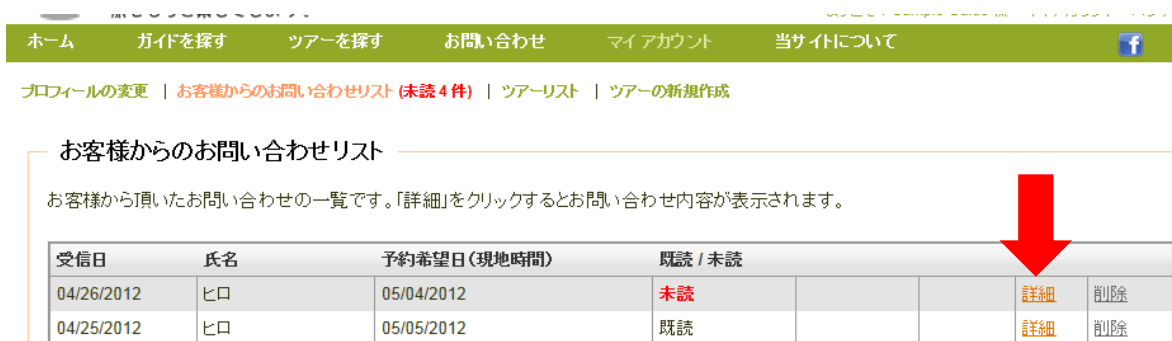 ホーム ガイドを探す ツアーを探す お問い合わせ マイ アカウント 当サイトについて f
プロフィールの変更 | お客様からのお問い合わせリスト (未読 4 件) | ツアーリスト | ツアーの新規作成
お客様からのお問い合わせリスト
お客様から頂いたお問い合わせの一覧です。「詳細」をクリックするとお問い合わせ内容が表示されます。
受信日 氏名 予約希望日(現地時間) 既読 / 未読
04/26/2012 ヒロ 05/04/2012 未読 詳細 削除
04/25/2012 ヒロ 05/05/2012 既読 詳細 削除